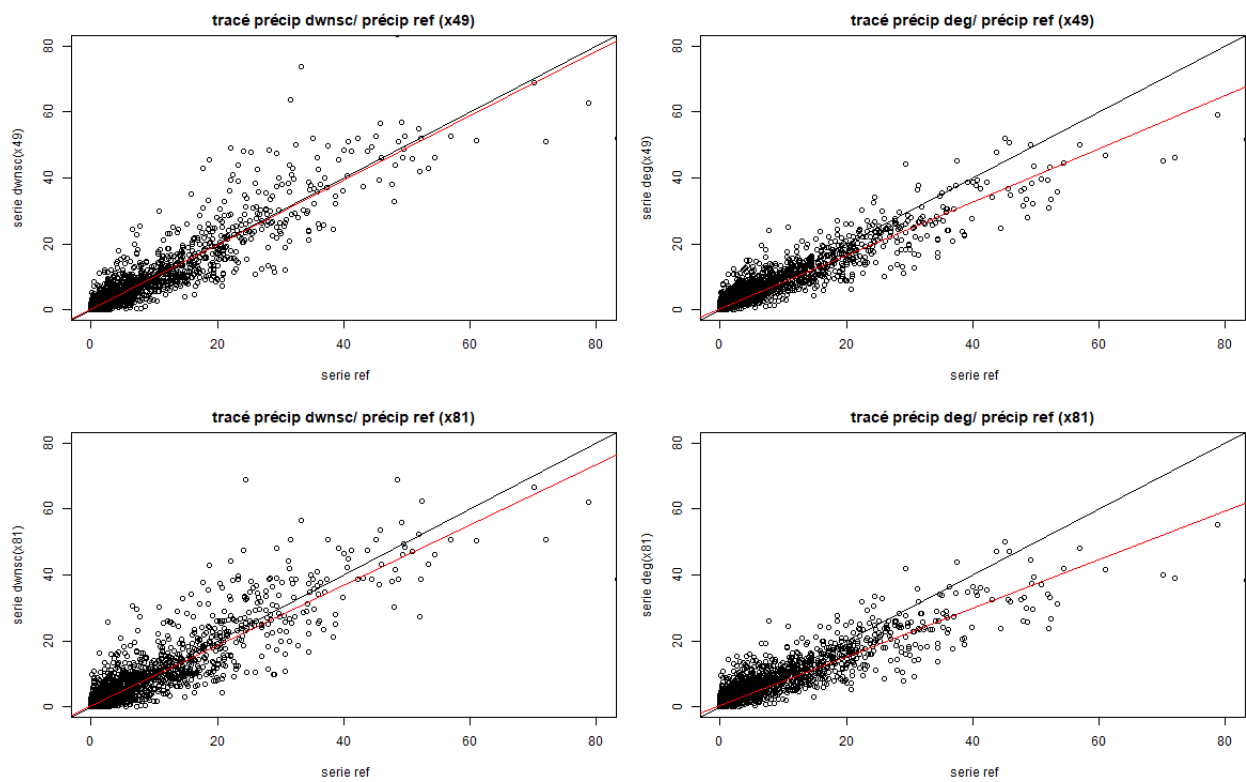 tracé précip dwnsc/ précip ref (x49)
serie dwnsc(x49)
80
60
40
20
0
0 20 40 60 80
serie ref
tracé précip deg/ précip ref (x49)
serie deg(x49)
80
60
40
20
0
0 20 40 60 80
serie ref
tracé précip dwnsc/ précip ref (x81)
serie dwnsc(x81)
80
60
40
20
0
0 20 40 60 80
serie ref
tracé précip deg/ précip ref (x81)
serie deg(x81)
80
60
40
20
0
0 20 40 60 80
serie ref